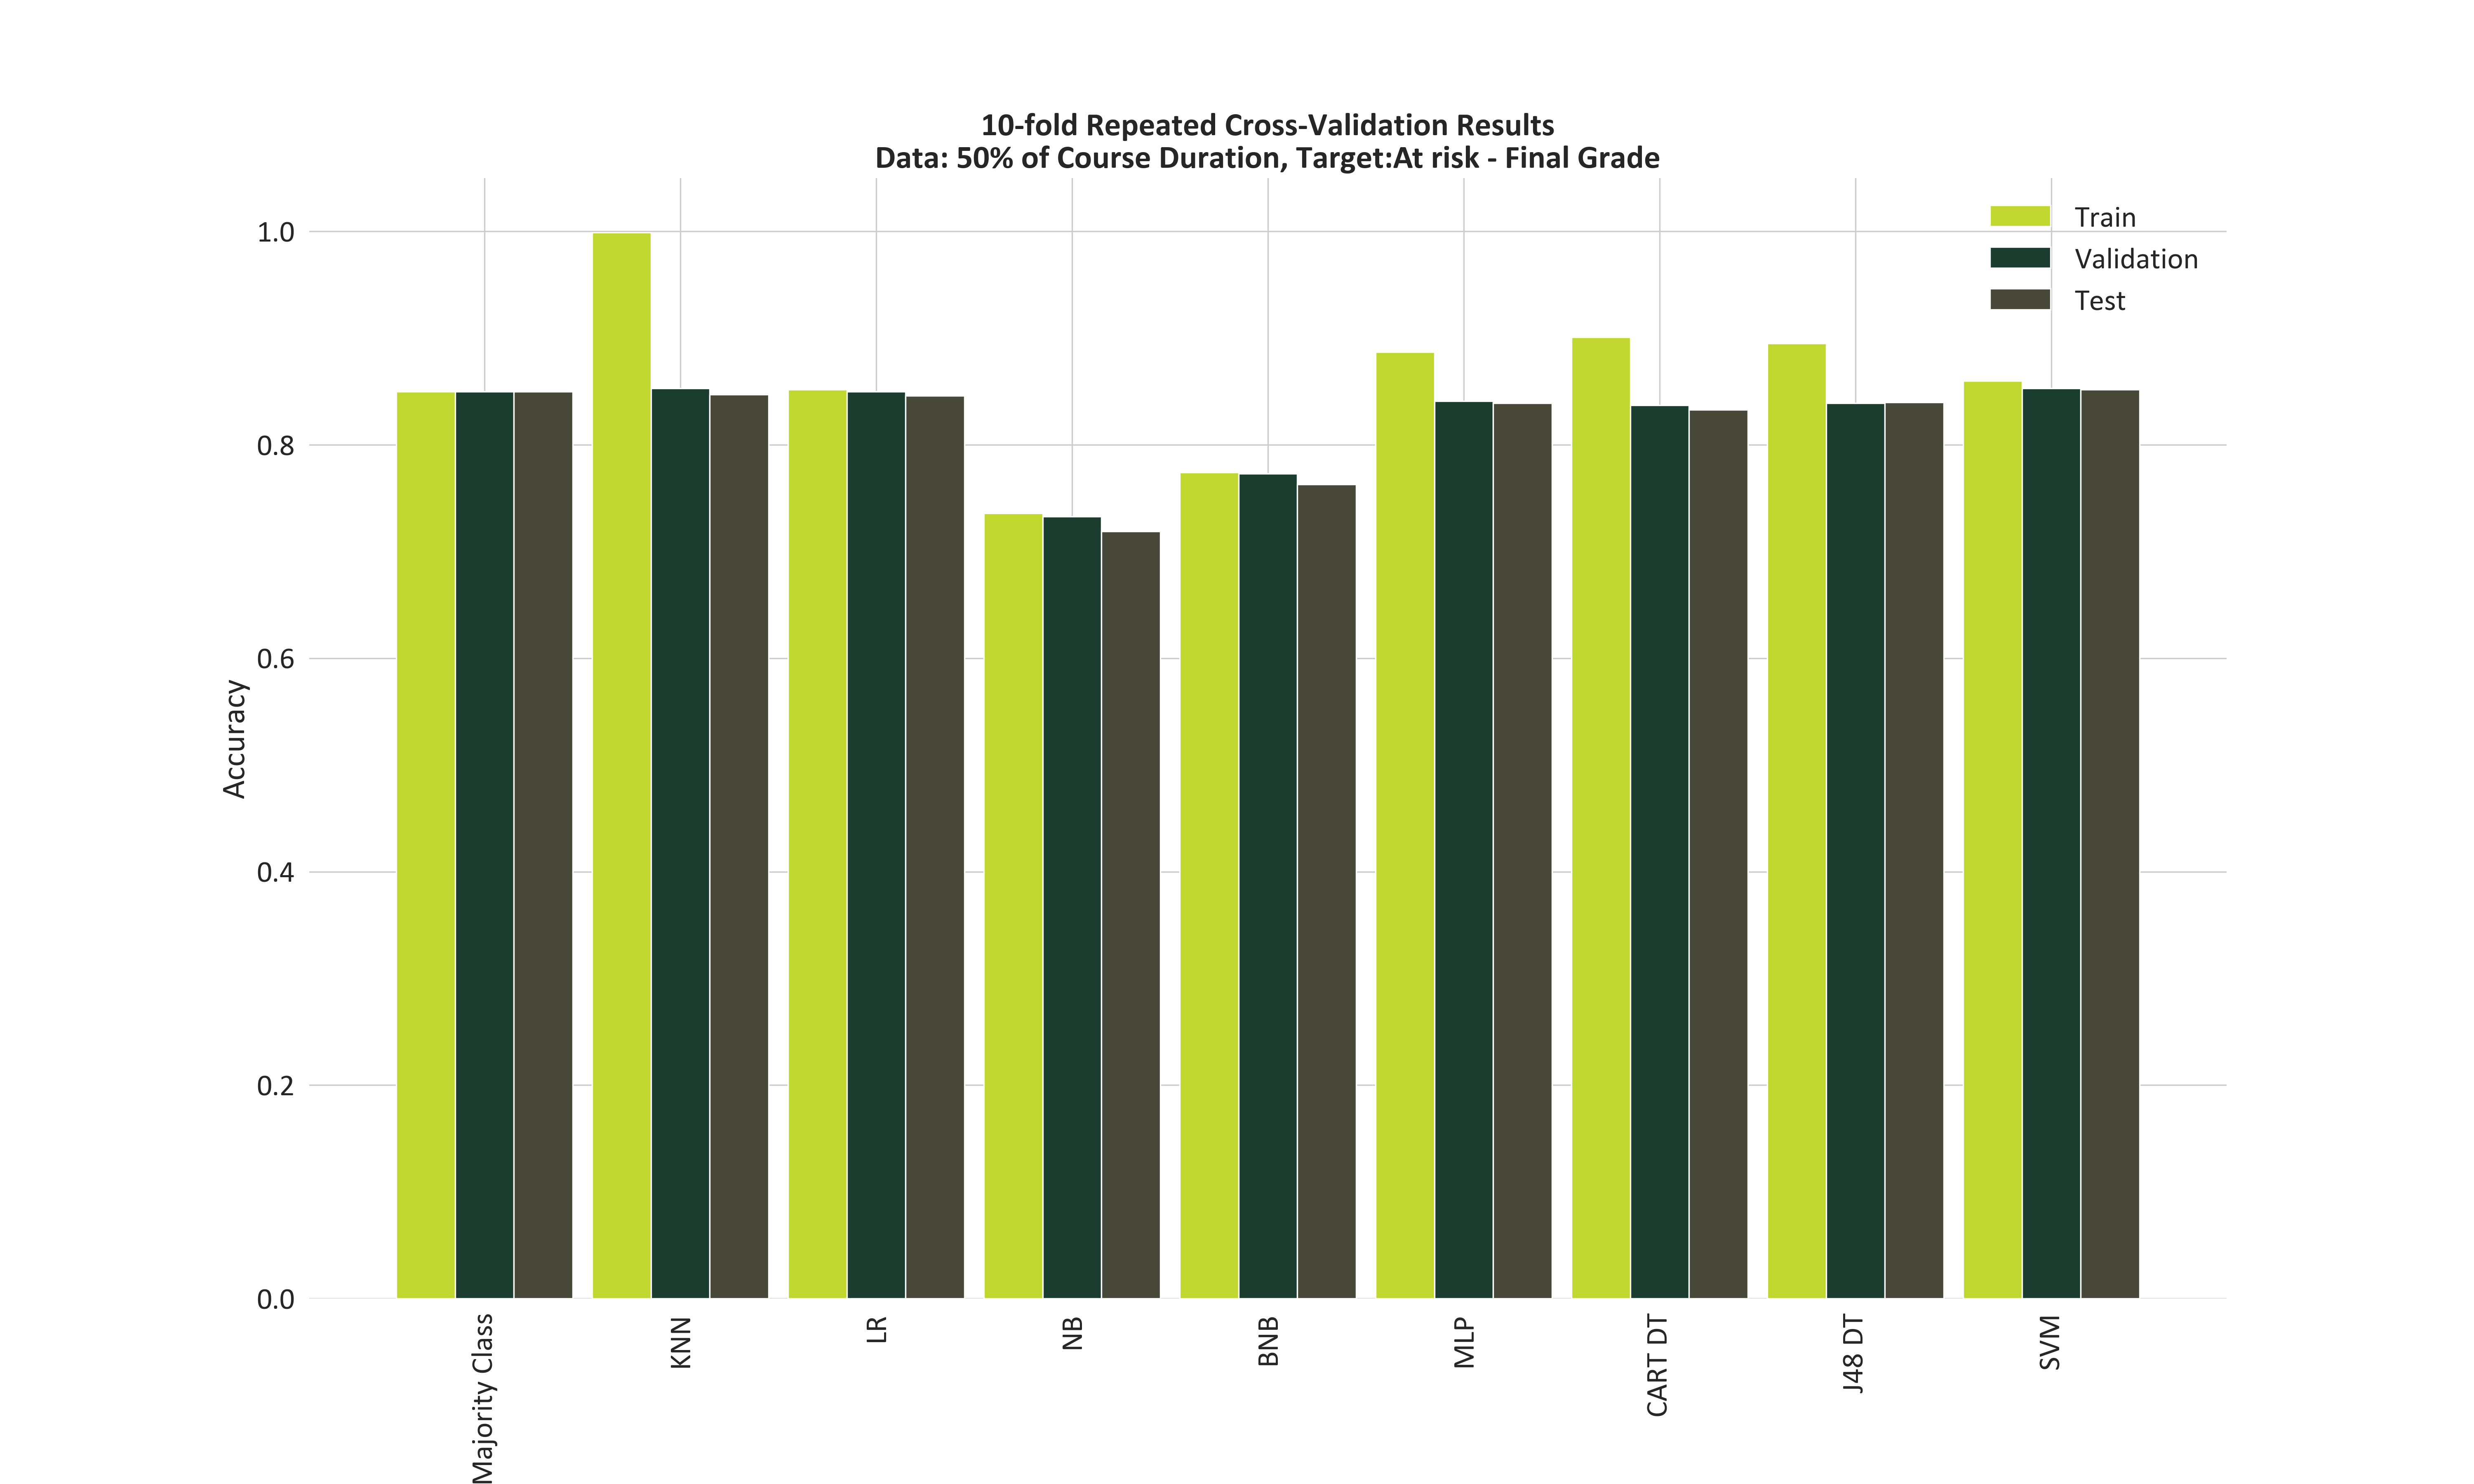 10-fold Repeated Cross-Validation Results
Data: 50% of Course Duration, Target:At risk - Final Grade
Train
Validation
Test
1.0
0.8
0.6
0.4
0.2
0.0
Accuracy
Majority Class
KNN
LR
NB
BNB
MLP
CART DT
J48 DT
SVM